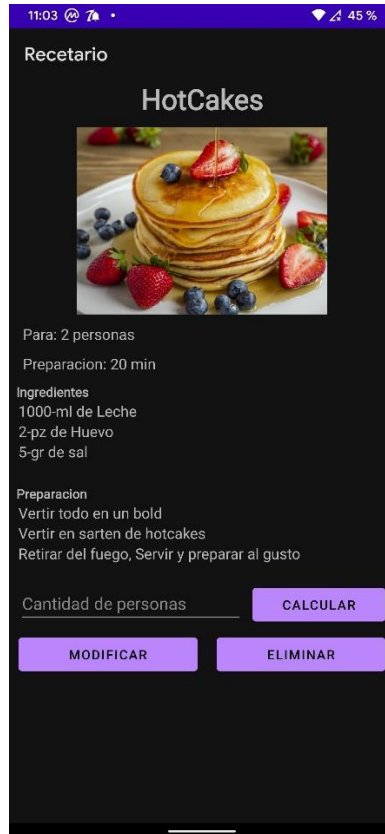 11:03
45 %
Recetario
HotCakes
Para: 2 personas
Preparacion: 20 min
Ingredientes
1000-ml de Leche
2-pz de Huevo
5-gr de sal
Preparacion
Vertir todo en un bold
Vertir en sarten de hotcakes
Retirar del fuego, Servir y preparar al gusto
Cantidad de personas
CALCULAR
MODIFICAR
ELIMINAR